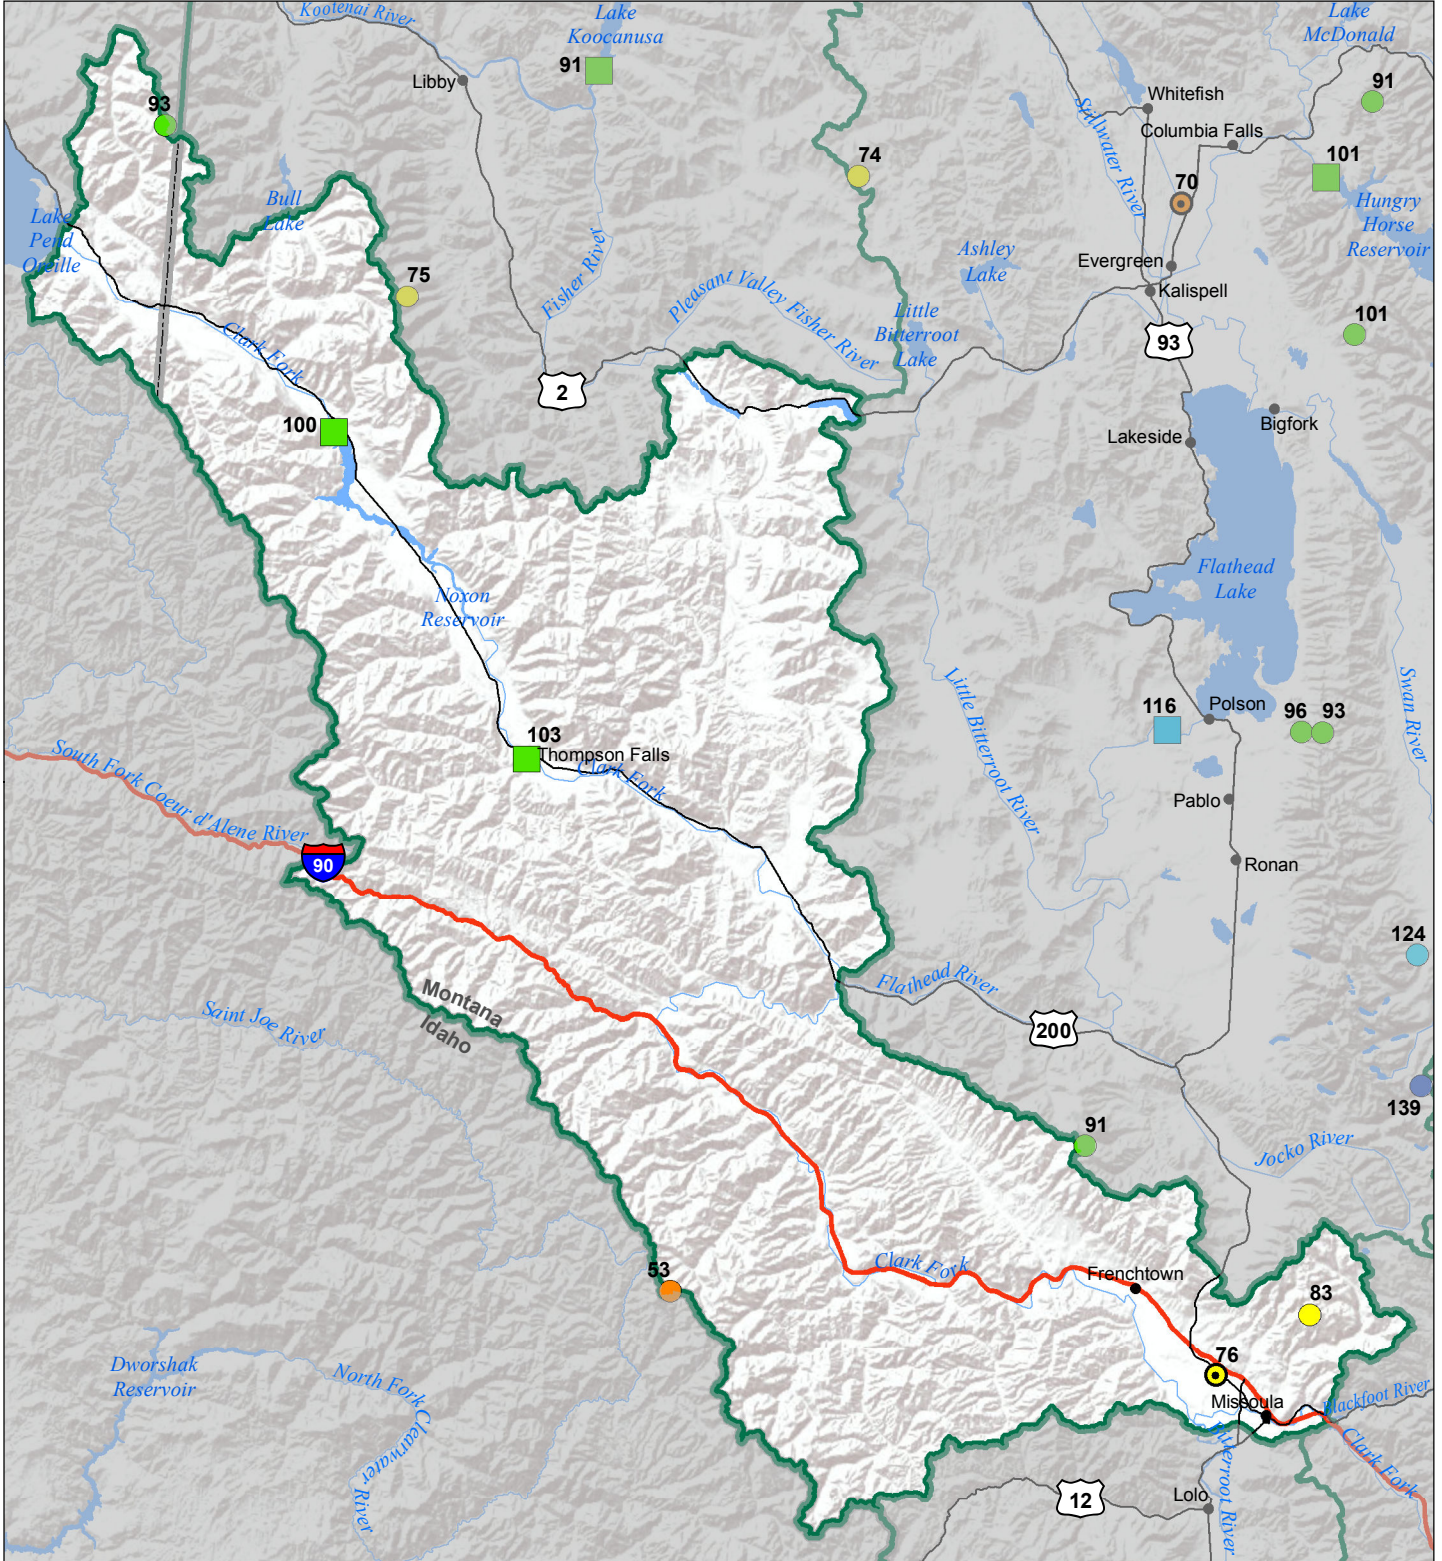 Kootenai River
Lake
Koocanusa
Lake
McDonald
91
Libby
91
Whitefish
93
Stillwater River
Columbia Falls
74
101
70
Bull
Lake
Hungry
Horse
Reservoir
Lake
Pend
Oreille
Ashley
Lake
Fisher River
Evergreen
75
Pleasant Valley Fisher River
Kalispell
Little
Bitterroot
Lake
101
Clark Fork
93
2
100
Bigfork
Lakeside
Flathead
Lake
Noxon
Reservoir
Little Bitterroot River
Swan River
Polson
116
96
93
103
Thompson Falls
Clark Fork
South Fork Coeur d'Alene River
Pablo
90
Ronan
124
Flathead River
Montana
Idaho
Saint Joe River
200
139
91
Jocko River
Clark Fork
53
Frenchtown
83
Dworshak
Reservoir
North Fork Clearwater
River
76
Missoula
Blackfoot River
Bitterroot River
Clark Fork
12
Lolo